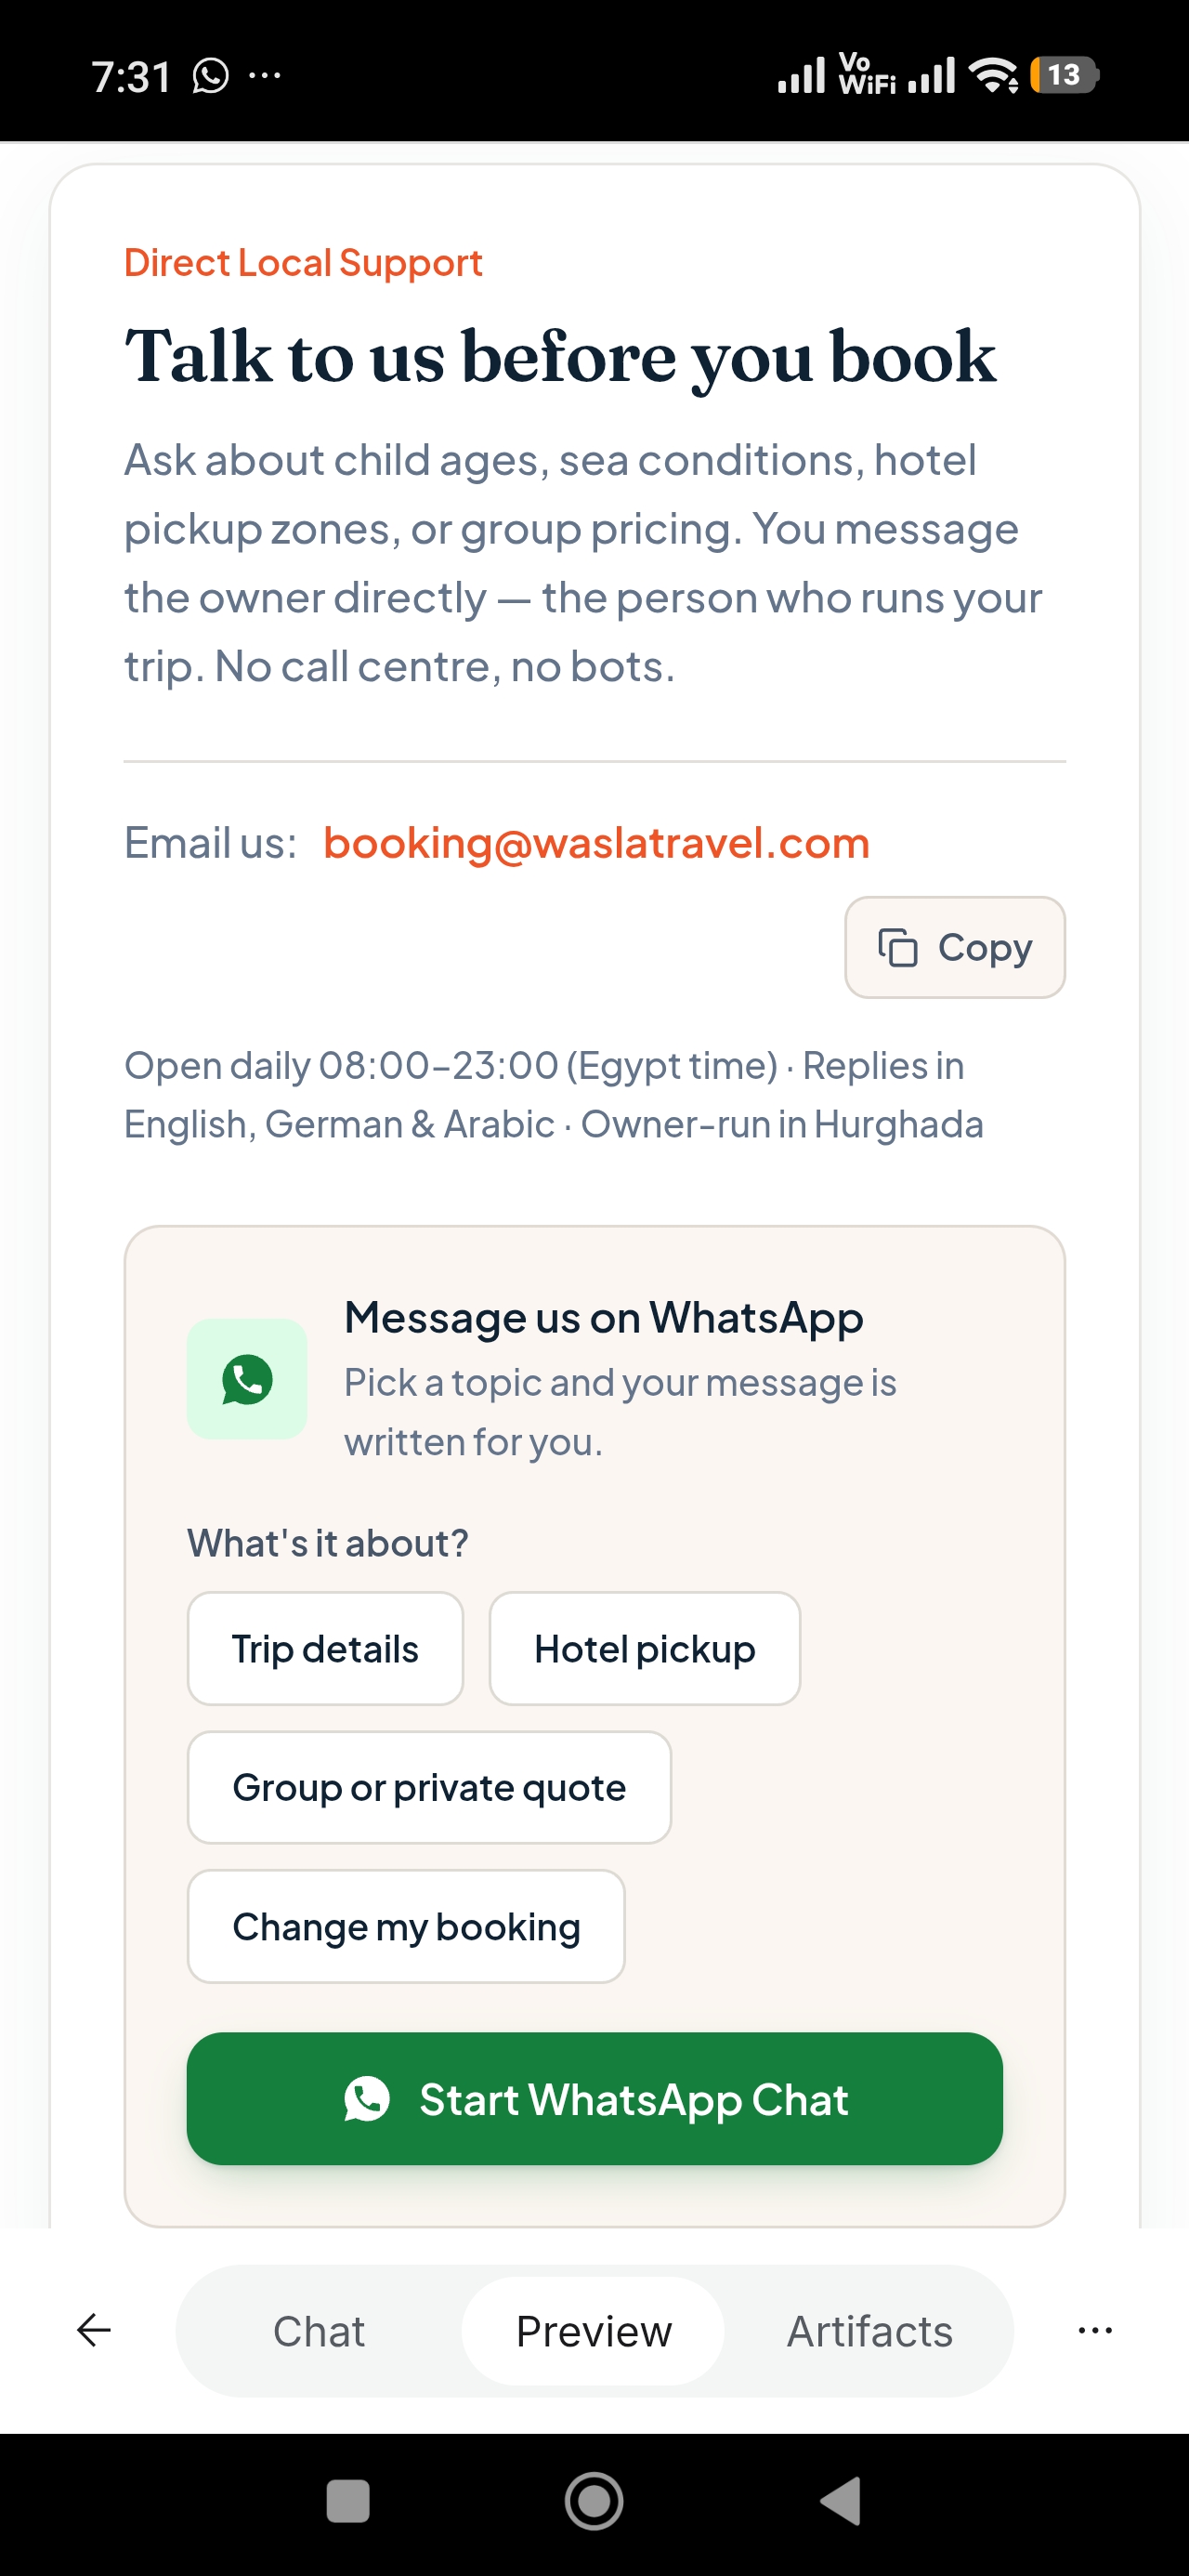 7:31 ...
Vo WiFi 13
Direct Local Support
Talk to us before you book
Ask about child ages, sea conditions, hotel
pickup zones, or group pricing. You message
the owner directly — the person who runs your
trip. No call centre, no bots.
Email us: booking@waslatravel.com
Copy
Open daily 08:00–23:00 (Egypt time) · Replies in
English, German & Arabic · Owner-run in Hurghada
Message us on WhatsApp
Pick a topic and your message is
written for you.
What's it about?
Trip details Hotel pickup
Group or private quote
Change my booking
Start WhatsApp Chat
Chat Preview Artifacts ...